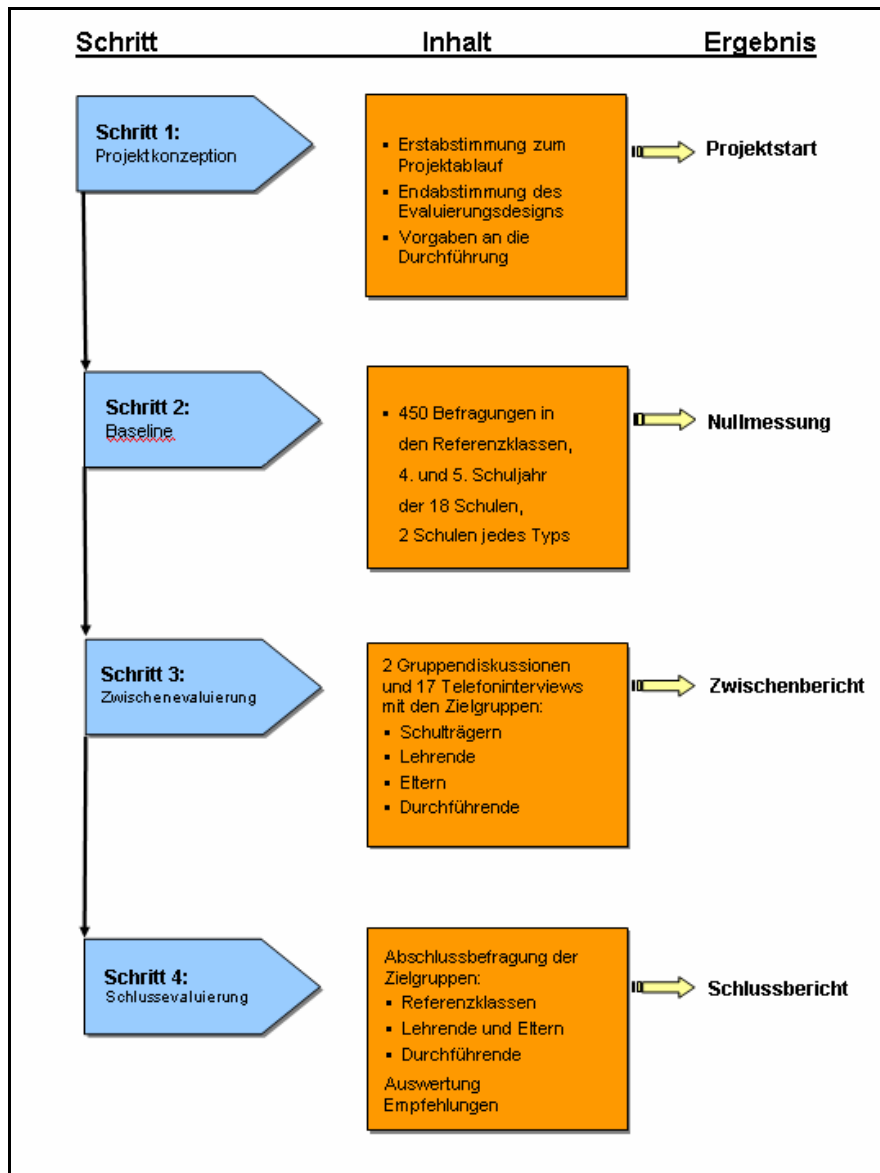 Schritt Inhalt Ergebnis
Schritt 1:
Projektkonzeption
▪ Erstabstimmung zum
Projektablauf
▪ Endabstimmung des
Evaluierungsdesigns
▪ Vorgaben an die
Durchführung
Projektstart
Schritt 2:
Baseline
▪ 450 Befragungen in
den Referenzklassen,
4. und 5. Schuljahr
der 18 Schulen,
2 Schulen jedes Typs
Nullmessung
Schritt 3:
Zwischenevaluierung
2 Gruppendiskussionen
und 17 Telefoninterviews
mit den Zielgruppen:
▪ Schulträgern
▪ Lehrende
▪ Eltern
▪ Durchführende
Zwischenbericht
Schritt 4:
Schlussevaluierung
Abschlussbefragung der
Zielgruppen:
▪ Referenzklassen
▪ Lehrende und Eltern
▪ Durchführende
Auswertung
Empfehlungen
Schlussbericht